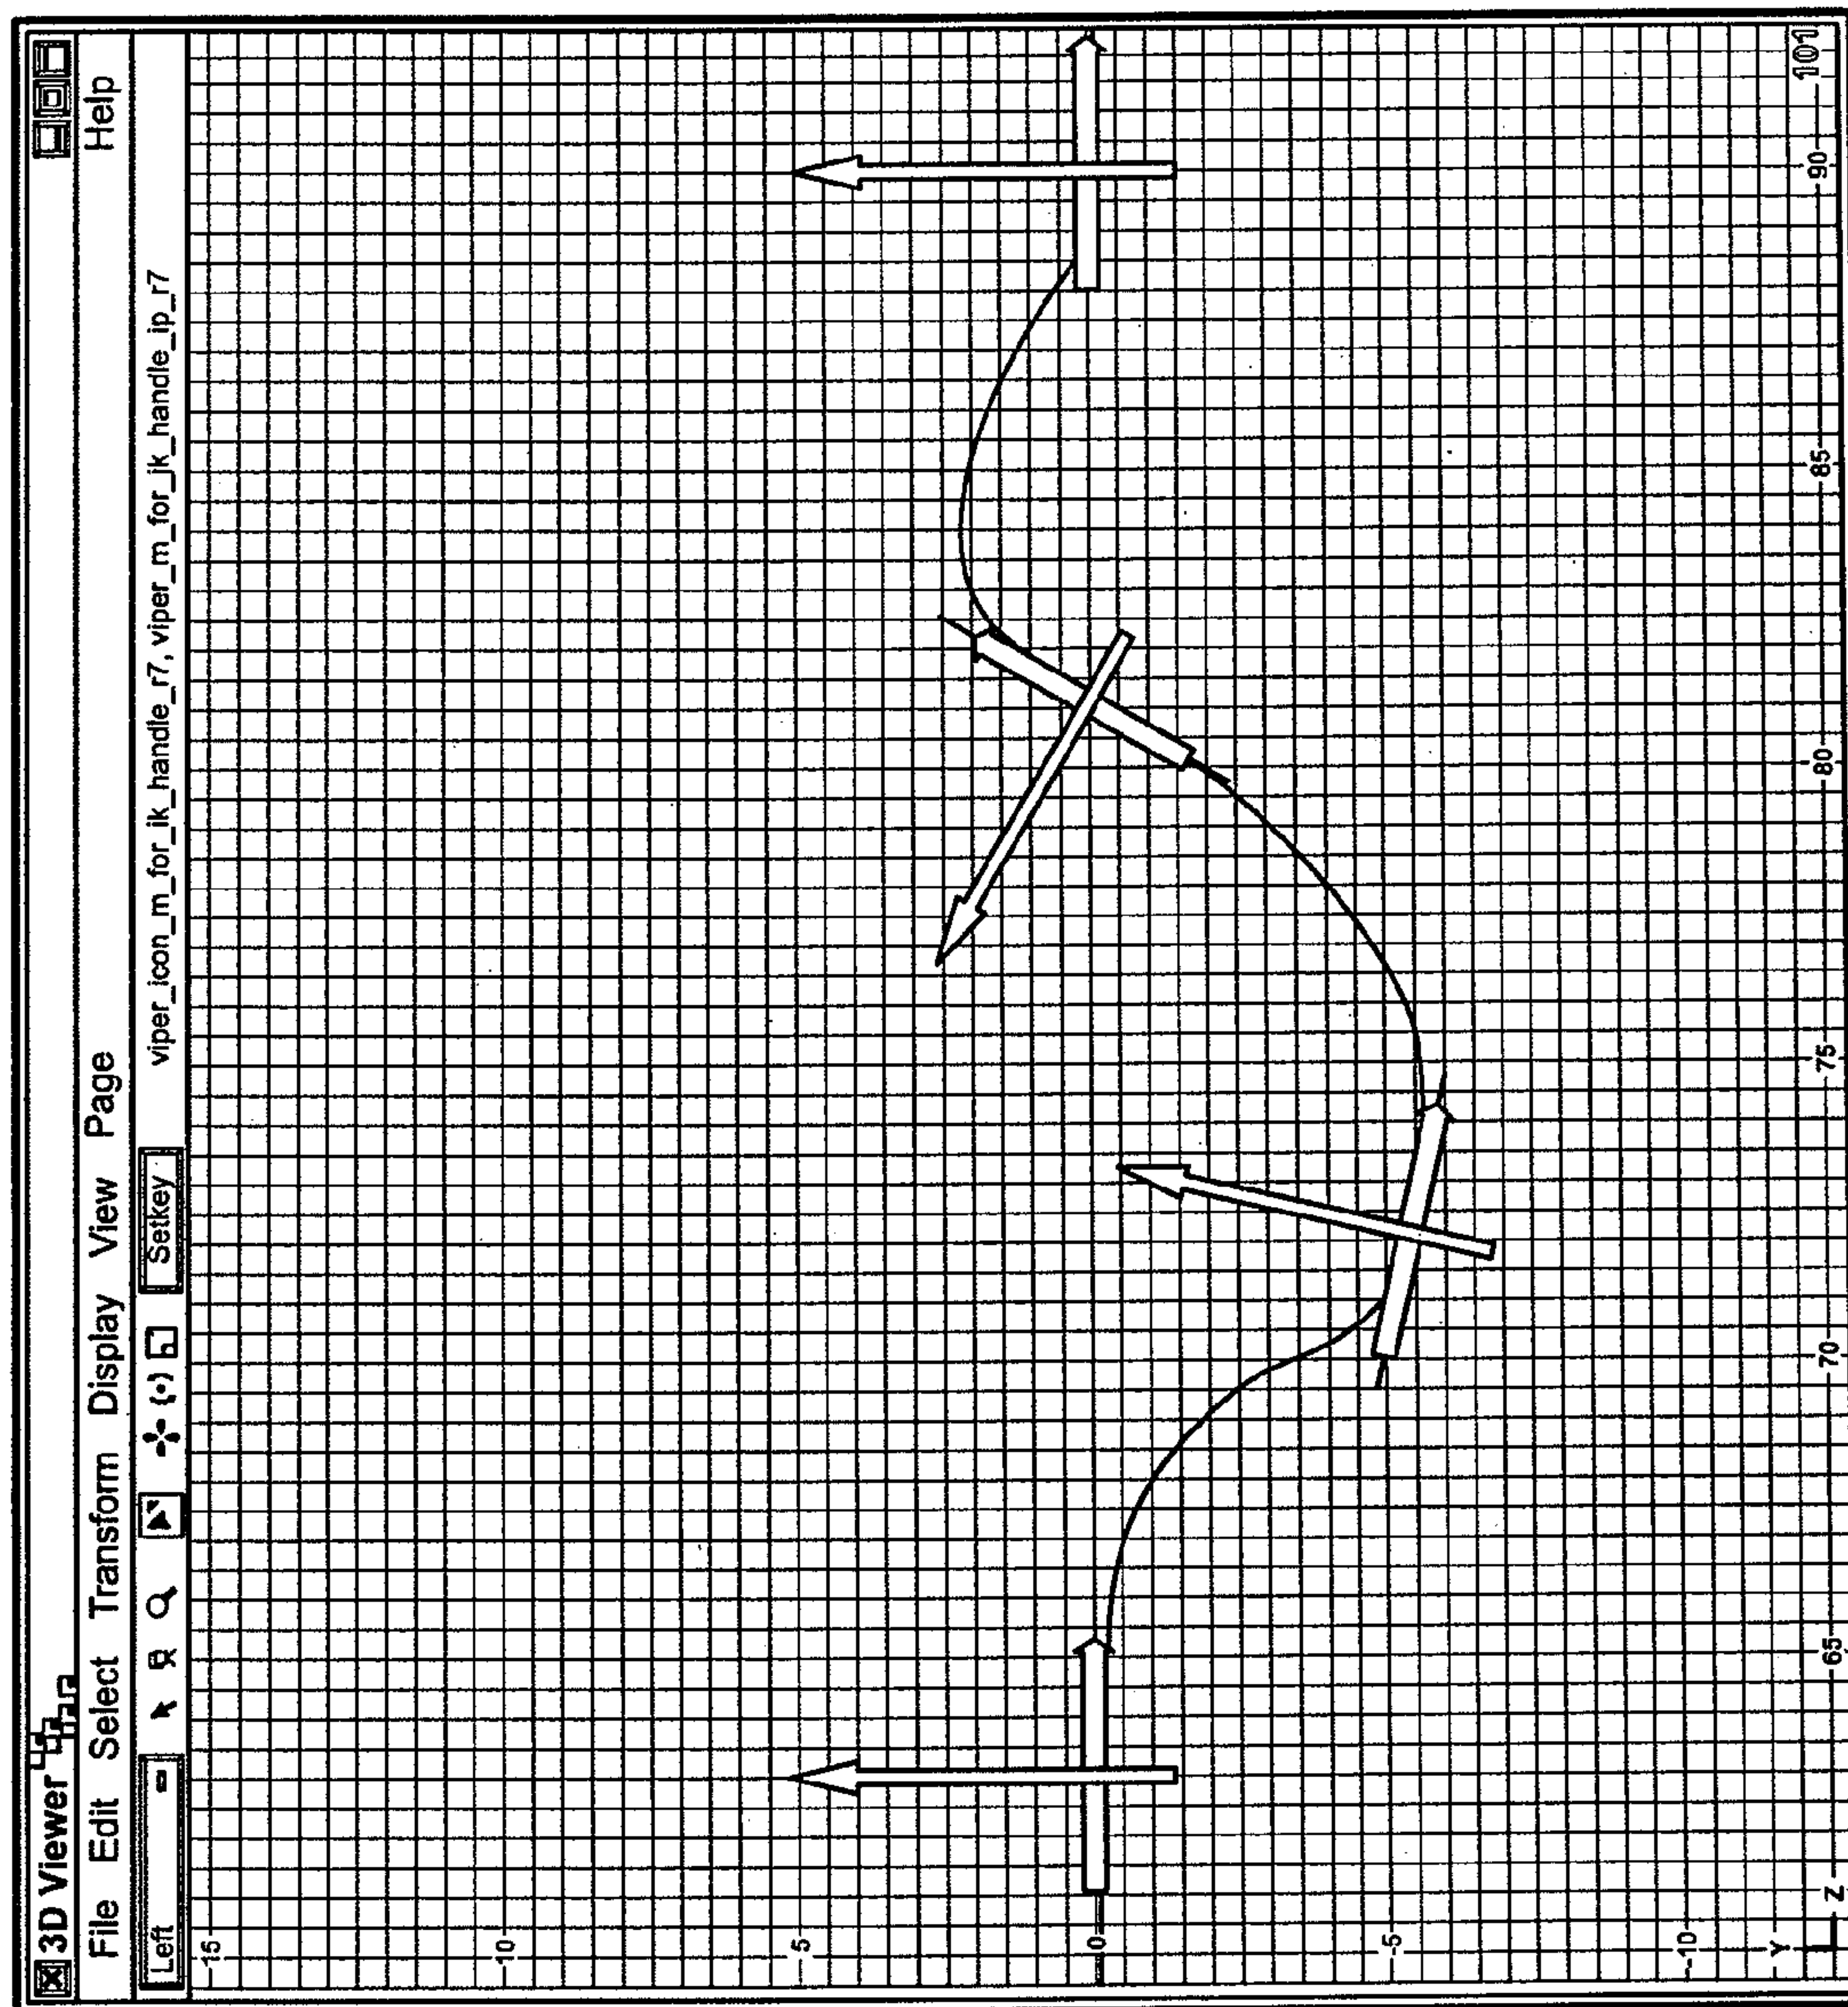 3D Viewer
File Edit Select Transform Display View Page Help
Left Setkey viper_icon_m_for_ik_handle_r7, viper_m_for_jk_handle_ip_r7
15
10
5
0
-5
-10
Y
Z 65 70 75 80 85 90 101